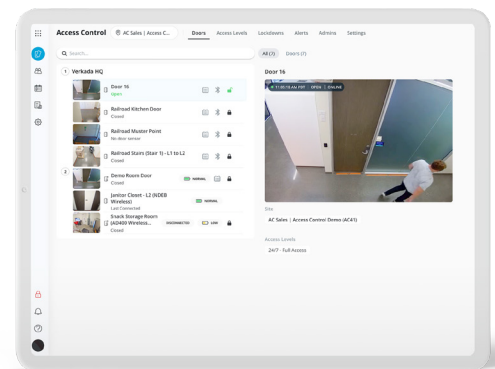 Access Control
AC Sales | Access C...
Doors
Access Levels
Lockdowns
Alerts
Admins
Settings
Search...
All (7)
Doors (7)
1 Verkada HQ
Door 16
Open
Railroad Kitchen Door
Closed
Railroad Muster Point
No door sensor
Railroad Stairs (Stair 1) - L1 to L2
Closed
2
Demo Room Door
Closed
NORMAL
Janitor Closet - L2 (NDEB
Wireless)
Last Connected
NORMAL
Snack Storage Room
(AD400 Wireless...
Closed
DISCONNECTED
LOW
Door 16
OPEN
ONLINE
Site
AC Sales | Access Control Demo (AC41)
Access Levels
24/7 - Full Access